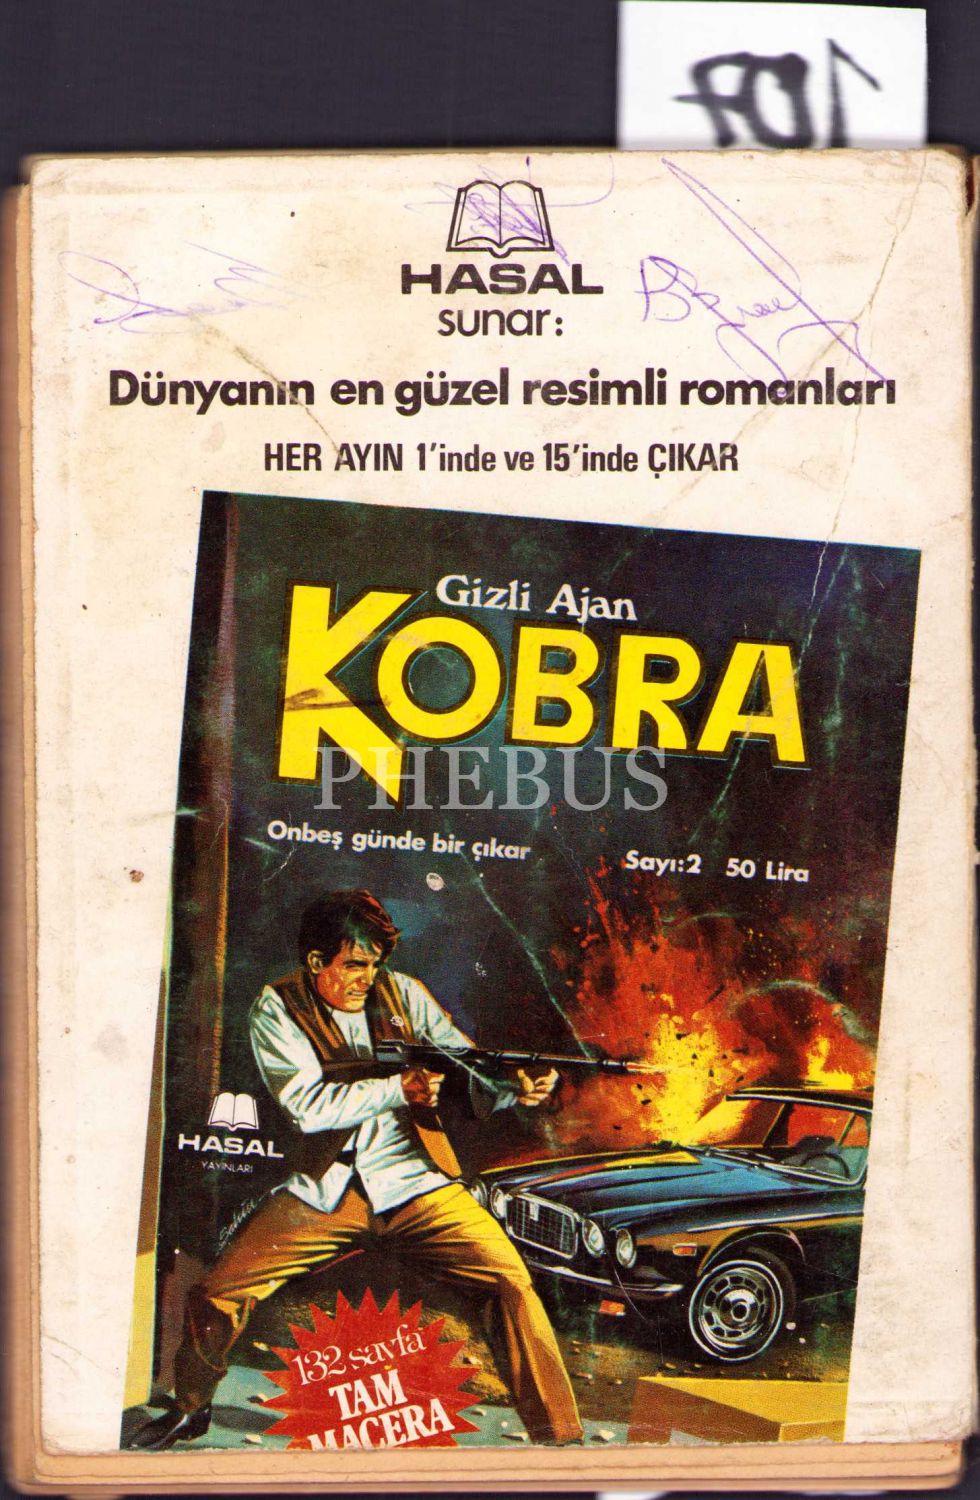 HASAL
sunar:
Dünyanın en güzel resimli romanları
HER AYIN 1'inde ve 15'inde ÇIKAR
Gizli Ajan
KOBRA
PHEBUS
Onbeş günde bir çıkar
Sayı:2 50 Lira
HASAL
YAYINLARI
132 sayfa
TAM
MACERA